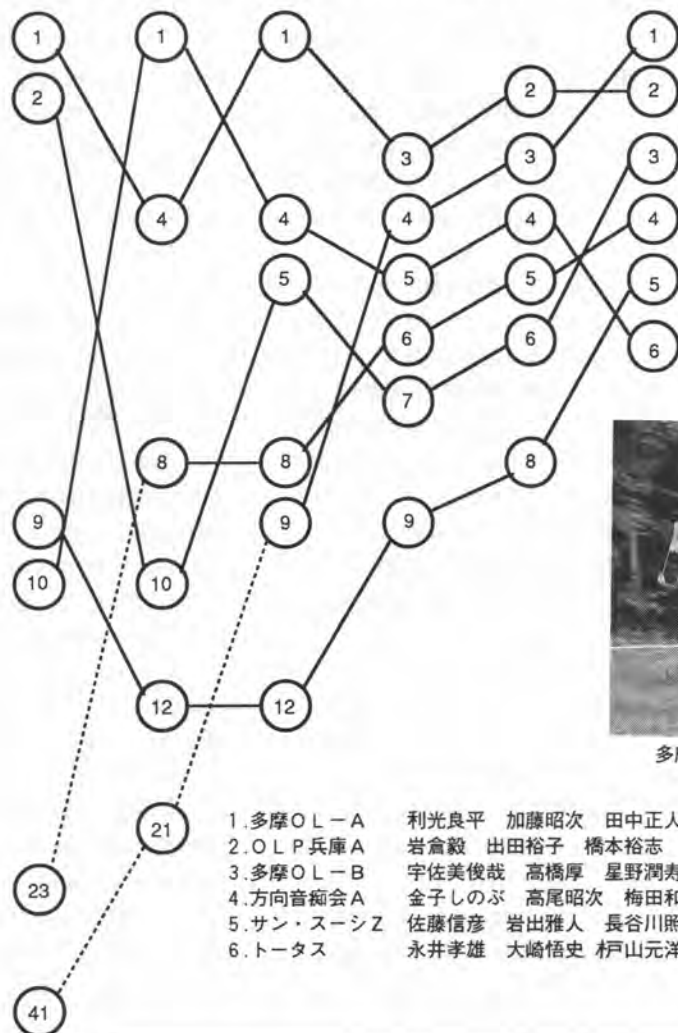 1 1 1 1
2 2 2
3 3 3
4 4 4 4 4
5 5 5 5
6 6 6
7
8 8 8
9 9 9
10 10
12 12
21
23
41
多摩
1.多摩OL-A 利光良平 加藤昭次 田中正人
2.OLP兵庫A 岩倉毅 出田裕子 橋本裕志
3.多摩OL-B 宇佐美俊哉 高橋厚 星野潤寿
4.方向音痴会A 金子しのぶ 高尾昭次 梅田和
5.サン・スーシZ 佐藤信彦 岩出雅人 長谷川照
6.トータス 永井孝雄 大崎悟史 戸山元洋